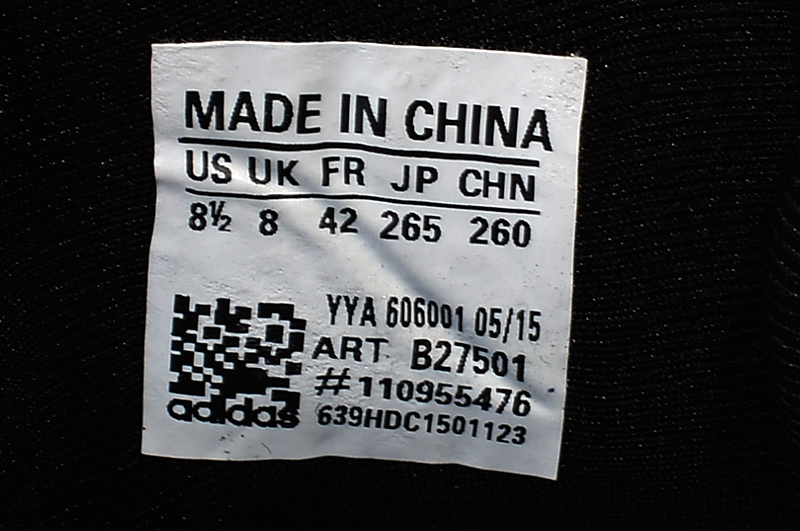 MADE IN CHINA
US UK FR JP CHN
8½ 8 42 265 260
YYA 606001 05/15
ART B27501
#110955476
adidas 639HDC1501123